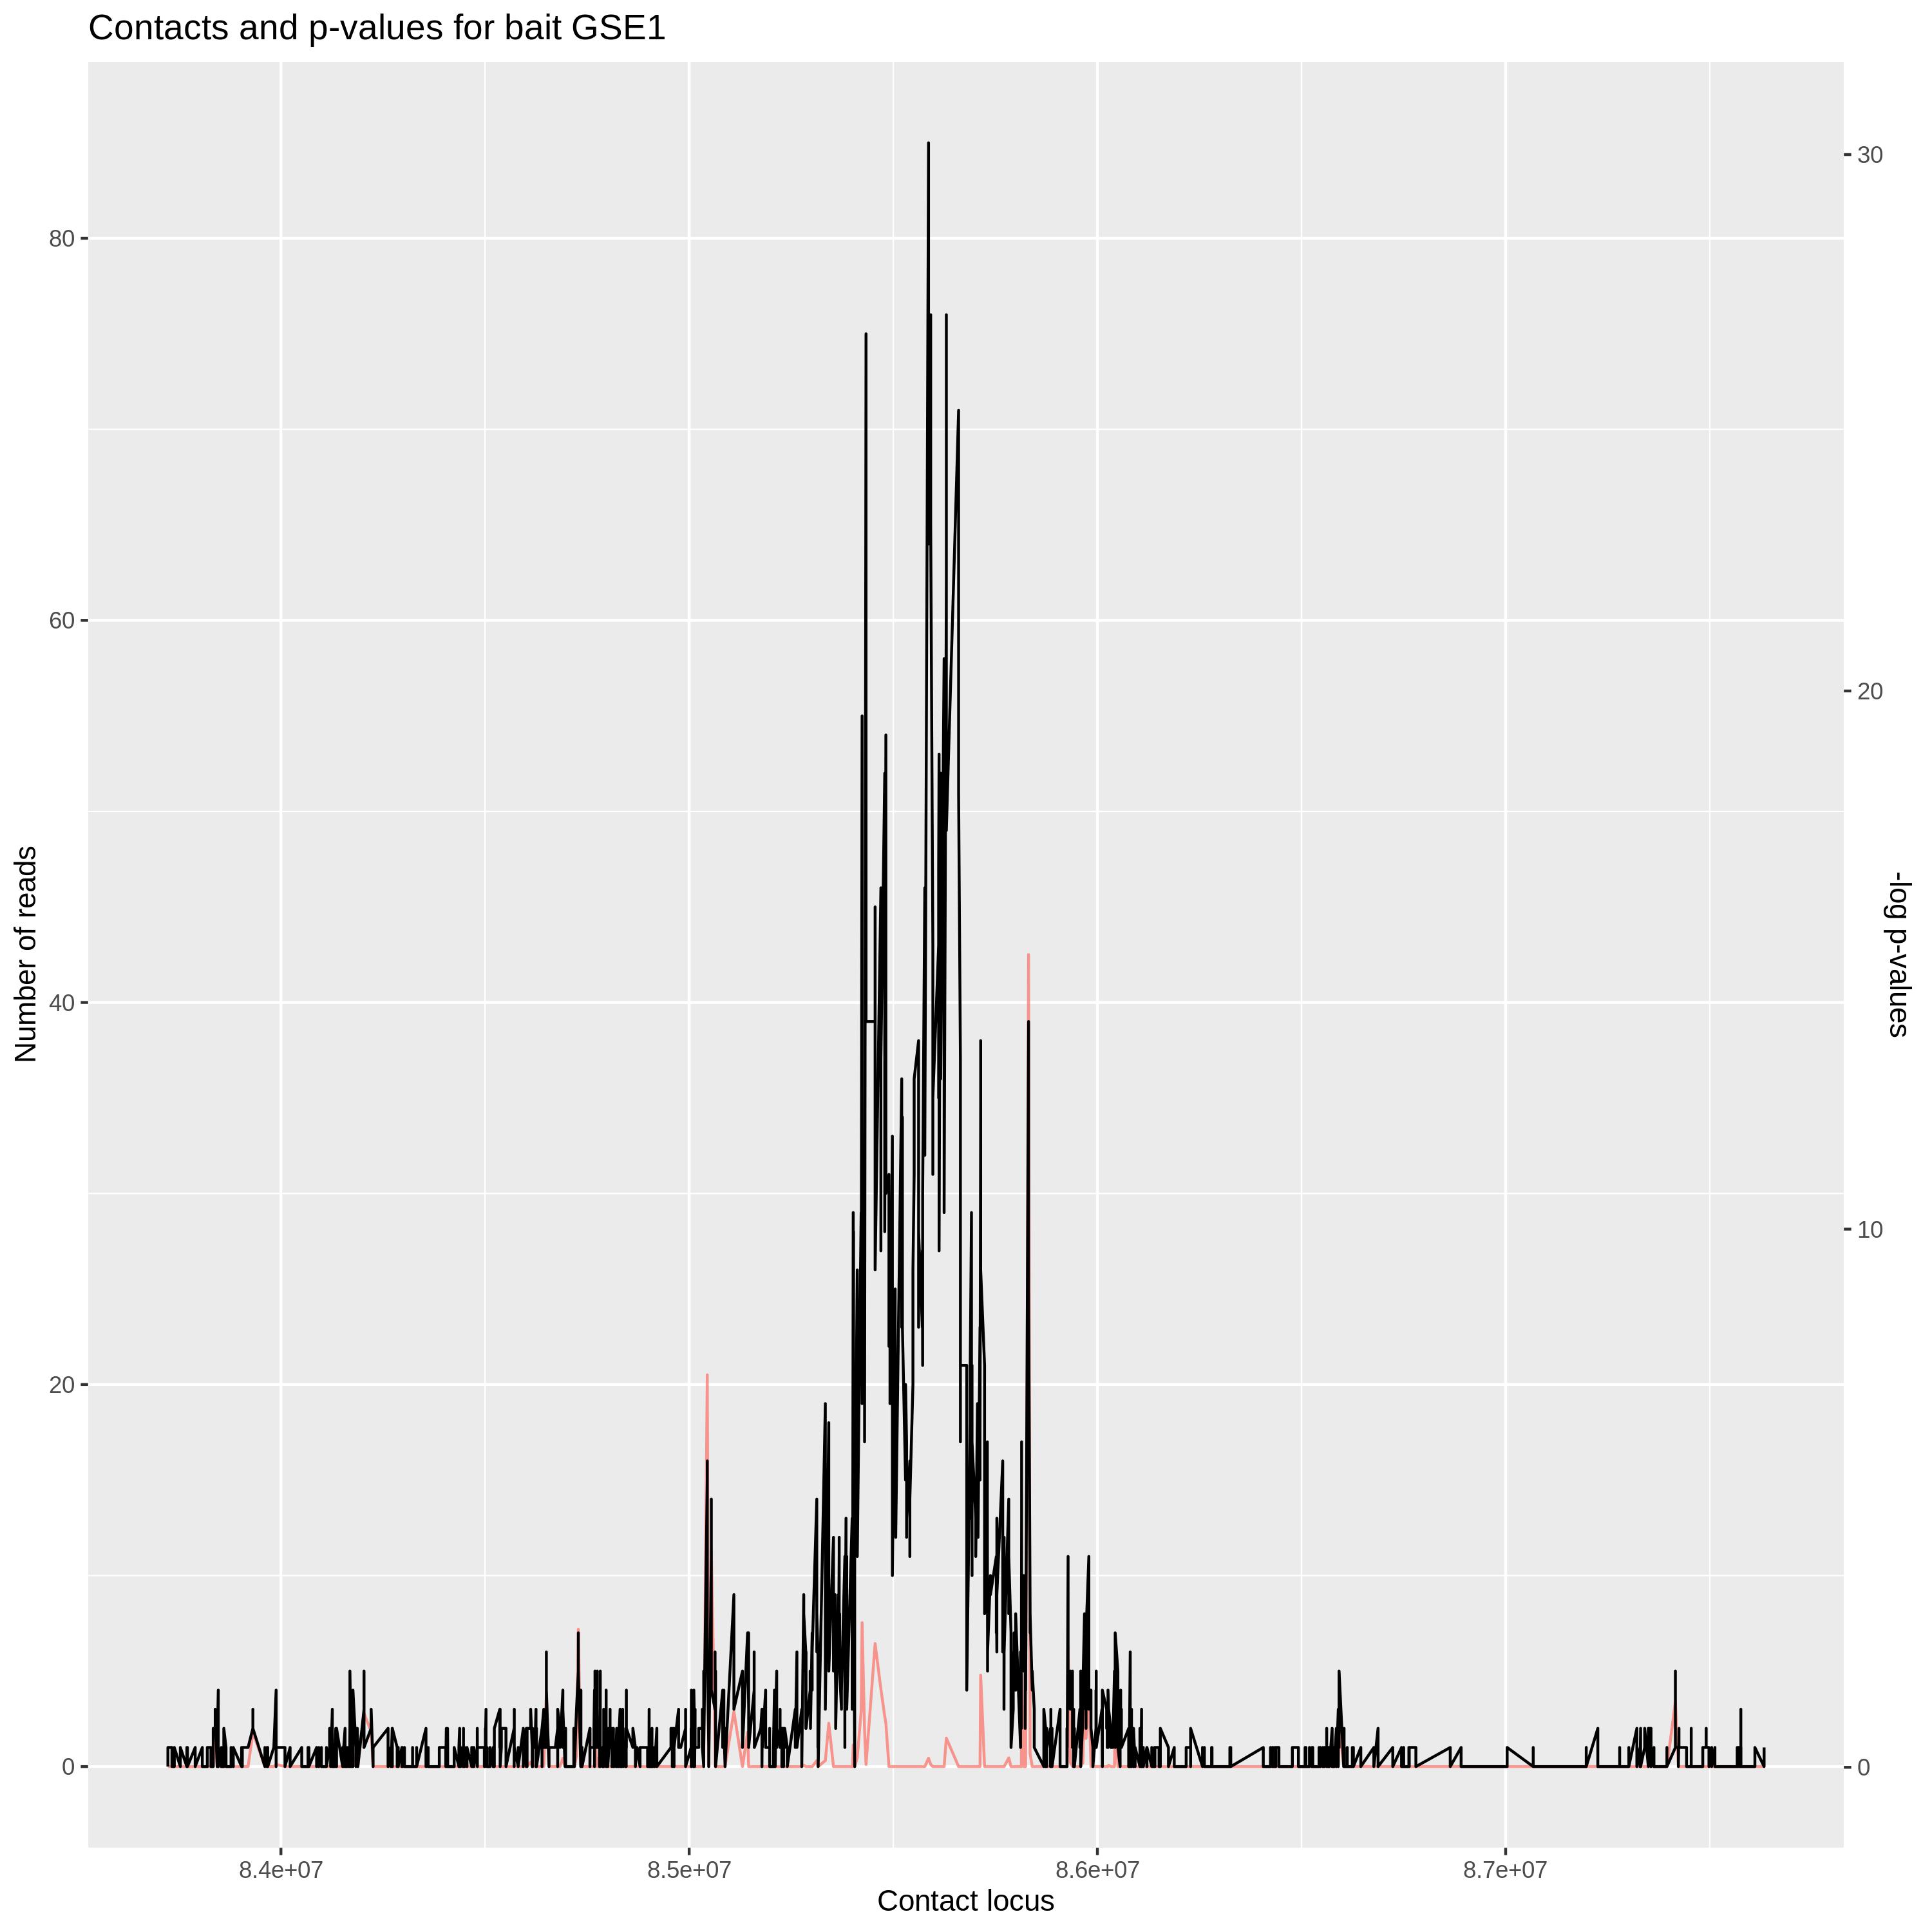 Contacts and p-values for bait GSE1
80
60
40
20
0
30
20
10
0
Number of reads
-log p-values
8.4e+07
8.5e+07
8.6e+07
8.7e+07
Contact locus